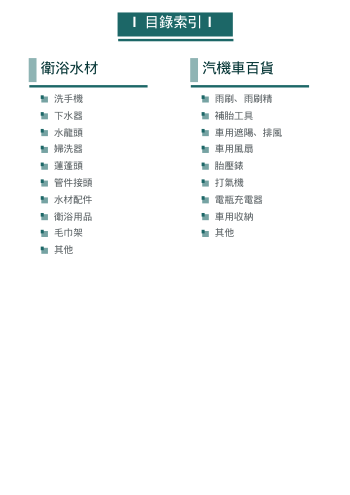 目錄索引
衛浴水材
洗手機
下水器
水龍頭
婦洗器
蓮蓬頭
管件接頭
水材配件
衛浴用品
毛巾架
其他
汽機車百貨
雨刷、雨刷精
補胎工具
車用遮陽、排風
車用風扇
胎壓錶
打氣機
電瓶充電器
車用收納
其他